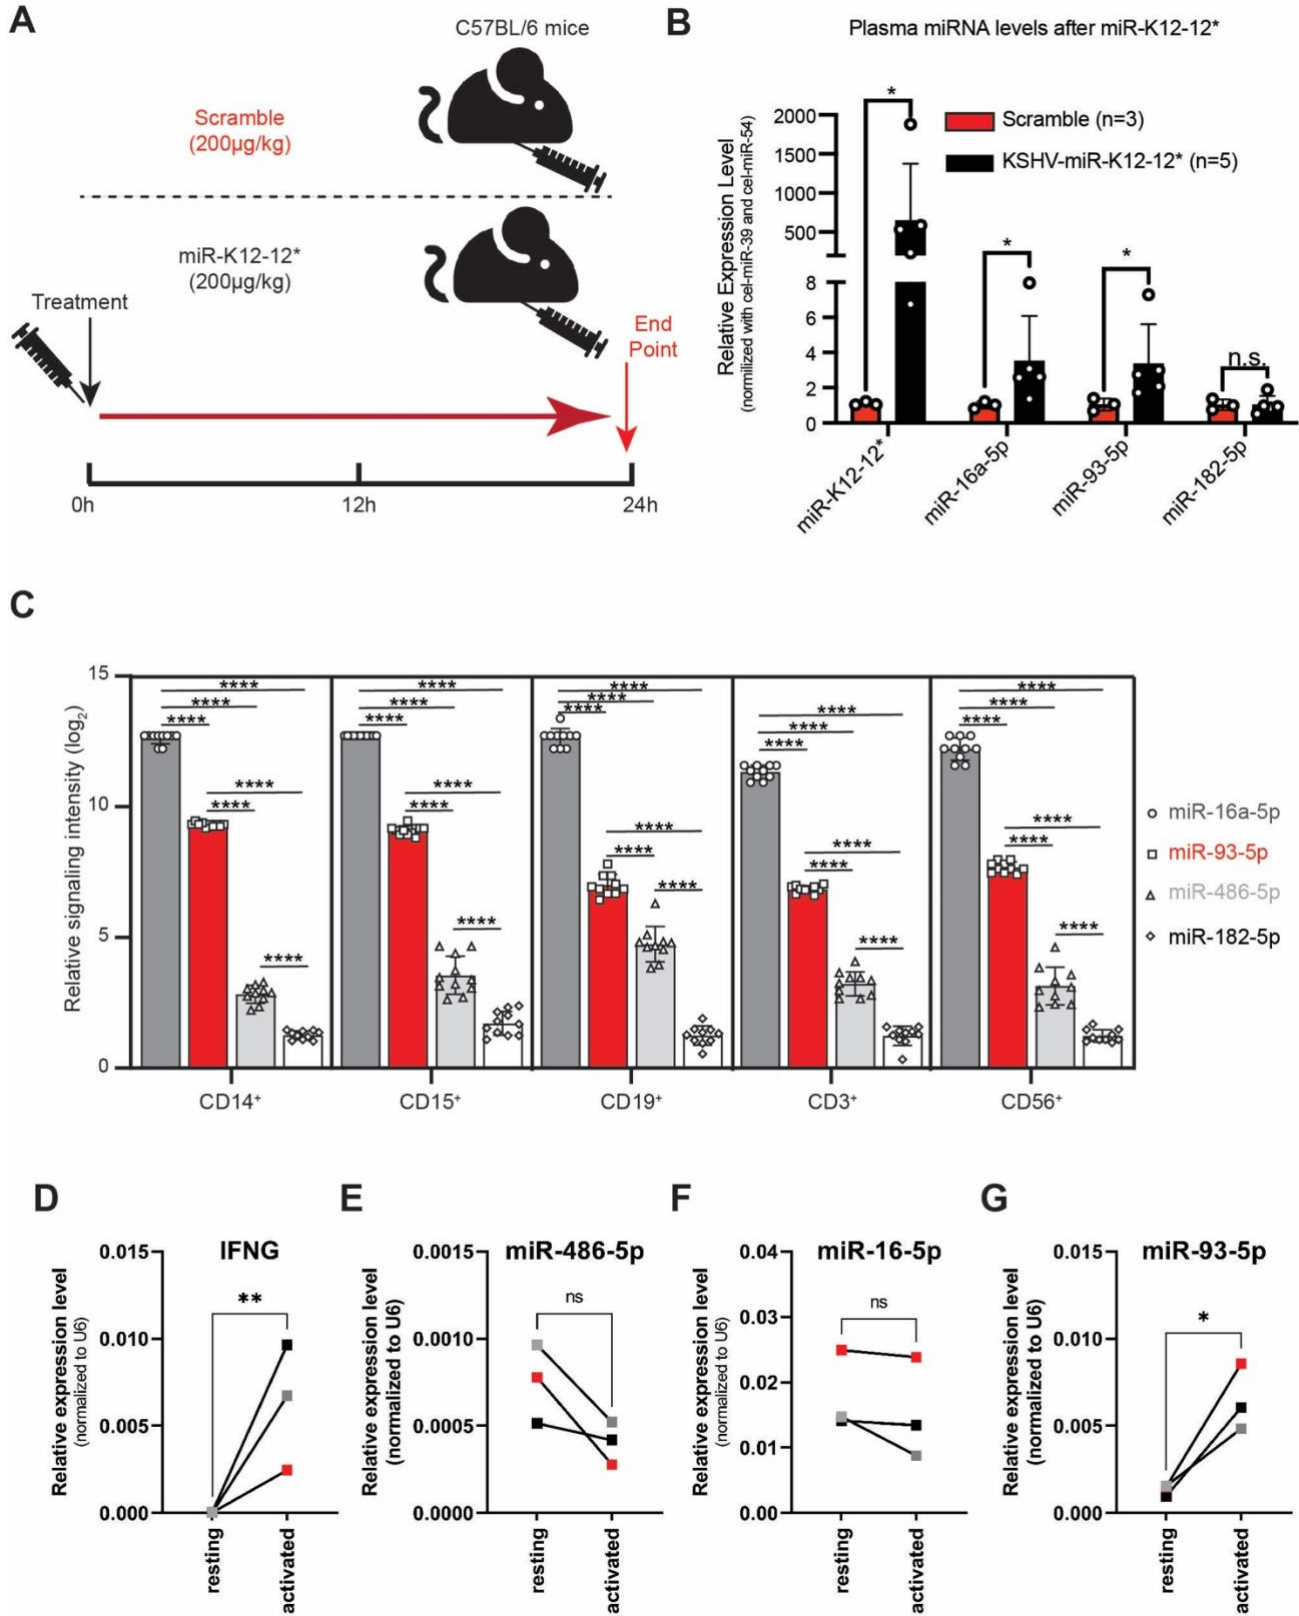 A
C57BL/6 mice
Scramble
(200µg/kg)
miR-K12-12*
(200µg/kg)
Treatment
End
Point
0h
12h
24h
B
Plasma miRNA levels after miR-K12-12*
Relative Expression Level
(normilized with cel-miR-39 and cel-miR-54)
2000
1500
1000
500
8
6
4
2
0
*
*
*
n.s.
Scramble (n=3)
KSHV-miR-K12-12* (n=5)
miR-K12-12*
miR-16a-5p
miR-93-5p
miR-182-5p
C
Relative signaling intensity (log2)
15
10
5
0
**** **** **** **** ****
**** **** **** **** ****
**** **** **** **** ****
**** **** **** **** ****
**** **** **** **** ****
**** **** **** **** ****
CD14+
CD15+
CD19+
CD3+
CD56+
miR-16a-5p
miR-93-5p
miR-486-5p
miR-182-5p
D
IFNG
Relative expression level
(normalized to U6)
0.015
0.010
0.005
0.000
**
resting
activated
E
miR-486-5p
Relative expression level
(normalized to U6)
0.0015
0.0010
0.0005
0.0000
ns
resting
activated
F
miR-16-5p
Relative expression level
(normalized to U6)
0.04
0.03
0.02
0.01
0.00
ns
resting
activated
G
miR-93-5p
Relative expression level
(normalized to U6)
0.015
0.010
0.005
0.000
*
resting
activated